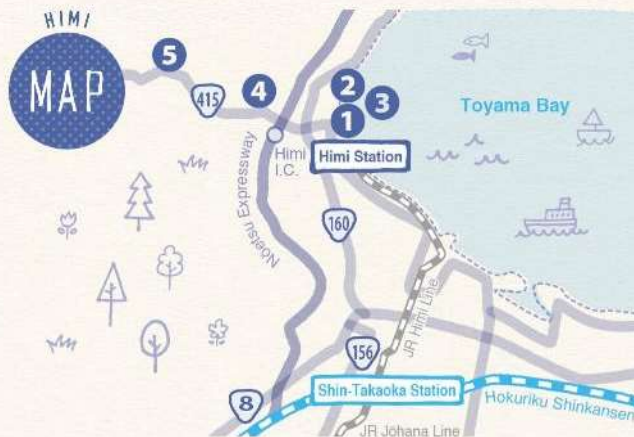 HIMI
MAP
5
415
4
2
3
1
Toyama Bay
Himi Station
Himi
I.C.
Noetsu Expressway
160
JR Himi Line
156
Shin-Takaoka Station
8
Hokuriku Shinkansen
JR Johana Line